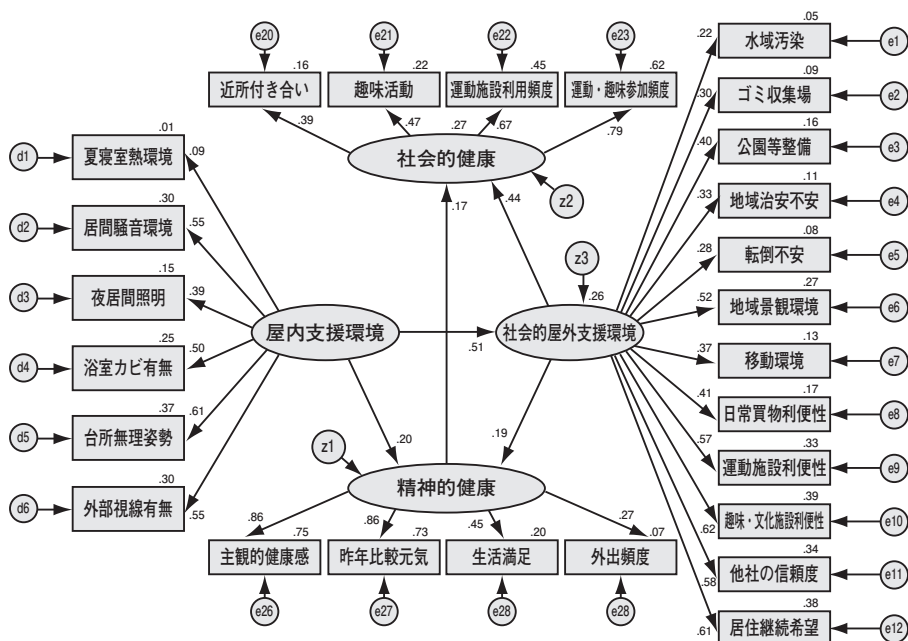 e20
e21
e22
e23
.16
.22
.45
.62
近所付き合い
趣味活動
運動施設利用頻度
運動・趣味参加頻度
.39
.47
.27
.67
.79
社会的健康
z2
.17
.44
d1
.01
夏寝室熱環境
.09
d2
.30
居間騒音環境
.55
d3
.15
夜居間照明
.39
d4
.25
浴室カビ有無
.50
d5
.37
台所無理姿勢
.61
d6
.30
外部視線有無
.55
屋内支援環境
.51
z3
.26
社会的屋外支援環境
.20
.19
z1
精神的健康
.86
.86
.45
.27
.75
.73
.20
.07
主観的健康感
昨年比較元気
生活満足
外出頻度
e26
e27
e28
e28
.05
.22
水域汚染
e1
.09
.30
ゴミ収集場
e2
.16
.40
公園等整備
e3
.11
.33
地域治安不安
e4
.08
.28
転倒不安
e5
.27
.52
地域景観環境
e6
.13
.37
移動環境
e7
.17
.41
日常買物利便性
e8
.33
.57
運動施設利便性
e9
.39
.62
趣味・文化施設利便性
e10
.34
.58
他社の信頼度
e11
.38
.61
居住継続希望
e12